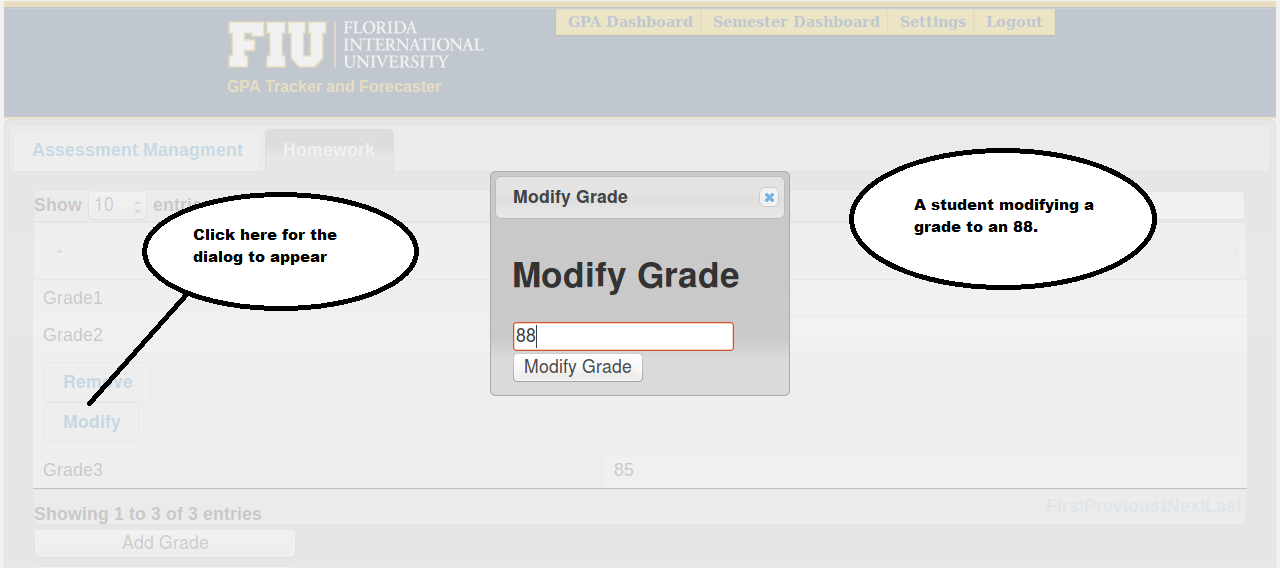 GPA Dashboard Semester Dashboard Settings Logout
FIU
FLORIDA
INTERNATIONAL
UNIVERSITY
GPA Tracker and Forecaster
Assessment Managment Homework
Show 10
Click here for the
dialog to appear
A student modifying a
grade to an 88.
Modify Grade
Modify Grade
88
Modify Grade
Grade1
Grade2
Remove
Modify
Grade3 85
Showing 1 to 3 of 3 entries
FirstPrevious1NextLast
Add Grade